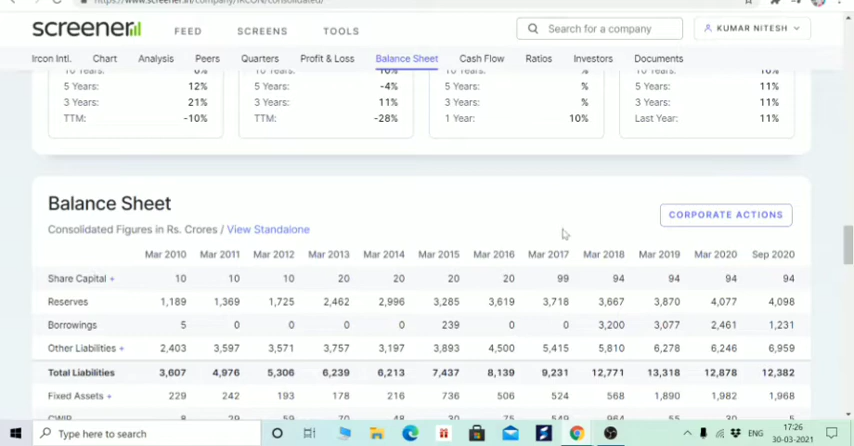 https://www.screener.in/company/IRCON/consolidated/
screener
FEED SCREENS TOOLS
Search for a company
KUMAR NITESH
Ircon Intl. Chart Analysis Peers Quarters Profit & Loss Balance Sheet Cash Flow Ratios Investors Documents
5 Years: 12% 5 Years: -4% 5 Years: % 5 Years: 11%
3 Years: 21% 3 Years: 11% 3 Years: % 3 Years: 11%
TTM: -10% TTM: -28% 1 Year: 10% Last Year: 11%
Balance Sheet
CORPORATE ACTIONS
Consolidated Figures in Rs. Crores / View Standalone
Mar 2010 Mar 2011 Mar 2012 Mar 2013 Mar 2014 Mar 2015 Mar 2016 Mar 2017 Mar 2018 Mar 2019 Mar 2020 Sep 2020
Share Capital + 10 10 10 20 20 20 20 99 94 94 94 94
Reserves 1,189 1,369 1,725 2,462 2,996 3,285 3,619 3,718 3,667 3,870 4,077 4,098
Borrowings 5 0 0 0 0 239 0 0 3,200 3,077 2,461 1,231
Other Liabilities + 2,403 3,597 3,571 3,757 3,197 3,893 4,500 5,415 5,810 6,278 6,246 6,959
Total Liabilities 3,607 4,976 5,306 6,239 6,213 7,437 8,139 9,231 12,771 13,318 12,878 12,382
Fixed Assets + 229 242 193 178 216 736 506 524 568 1,890 1,982 1,968
CWIP
Type here to search
ENG
17:26
30-03-2021